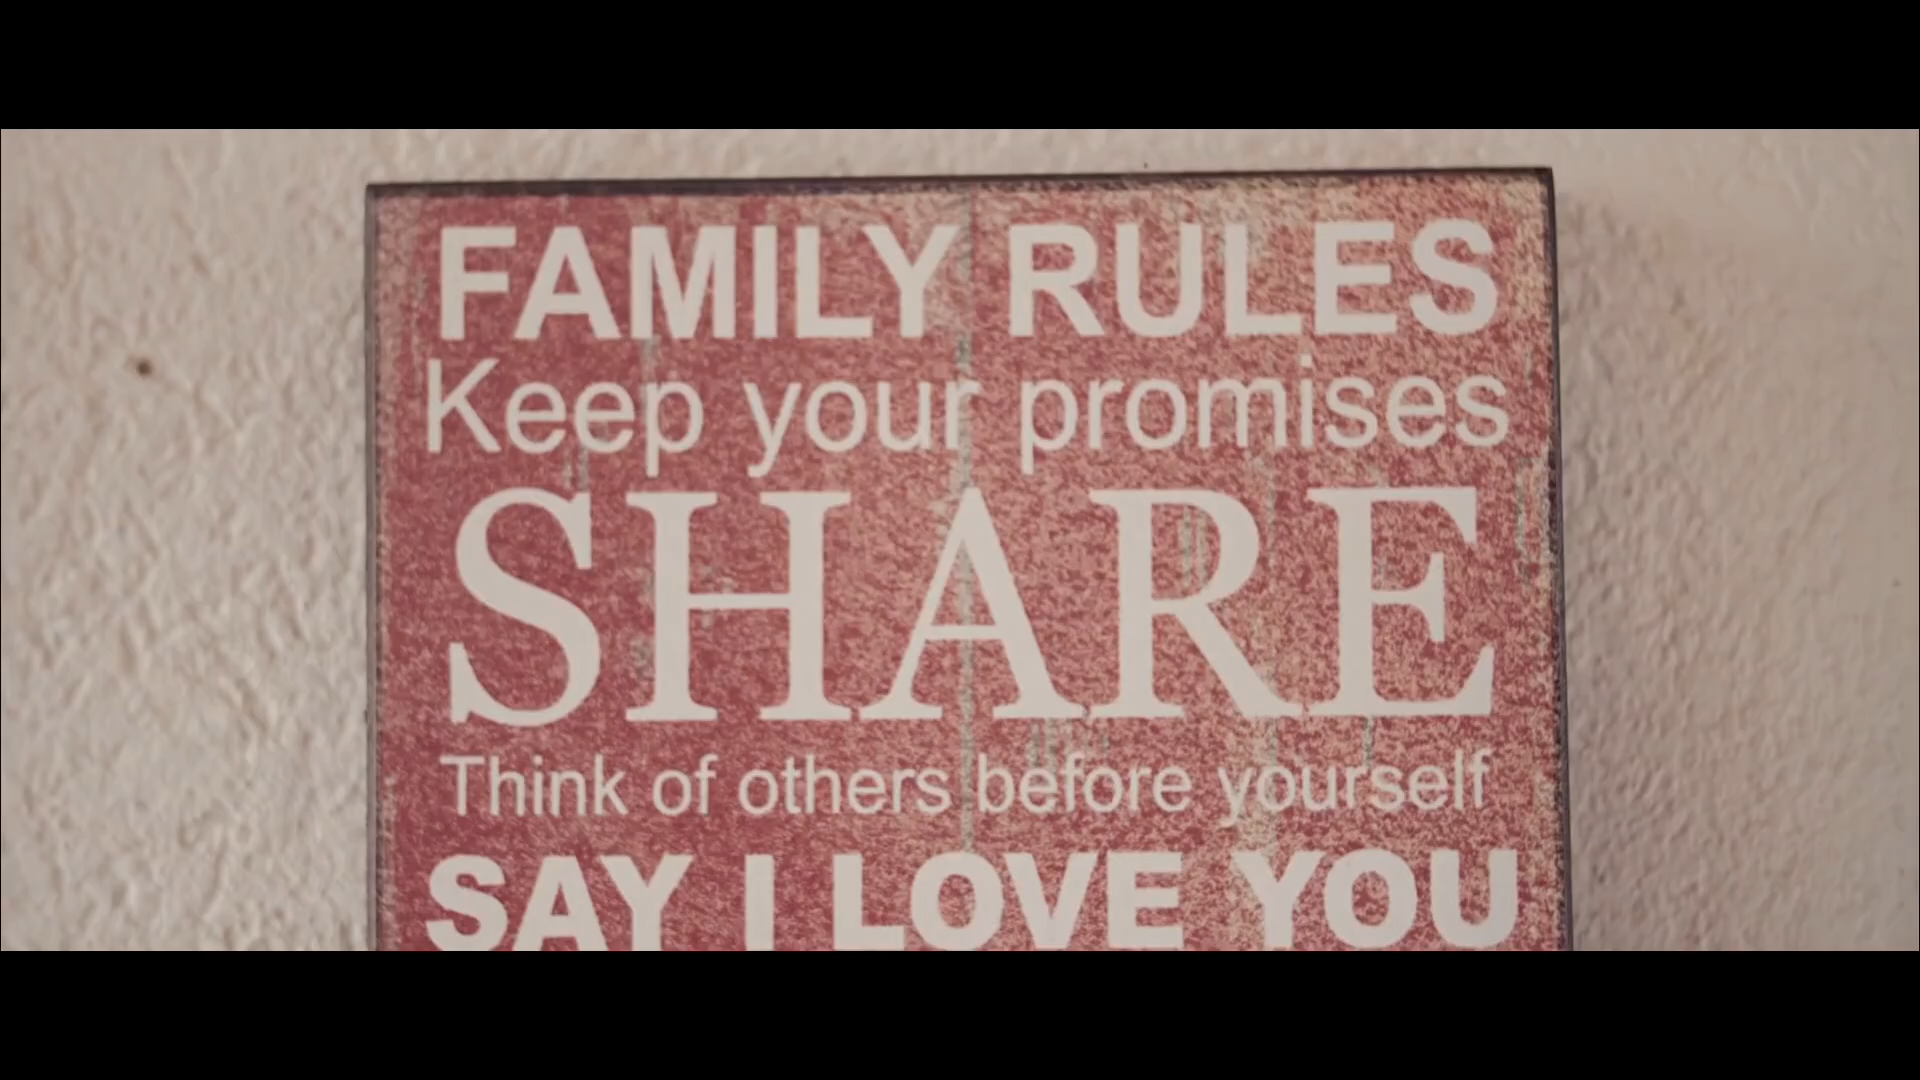 FAMILY RULES
Keep your promises
SHARE
Think of others before yourself
SAY I LOVE YOU